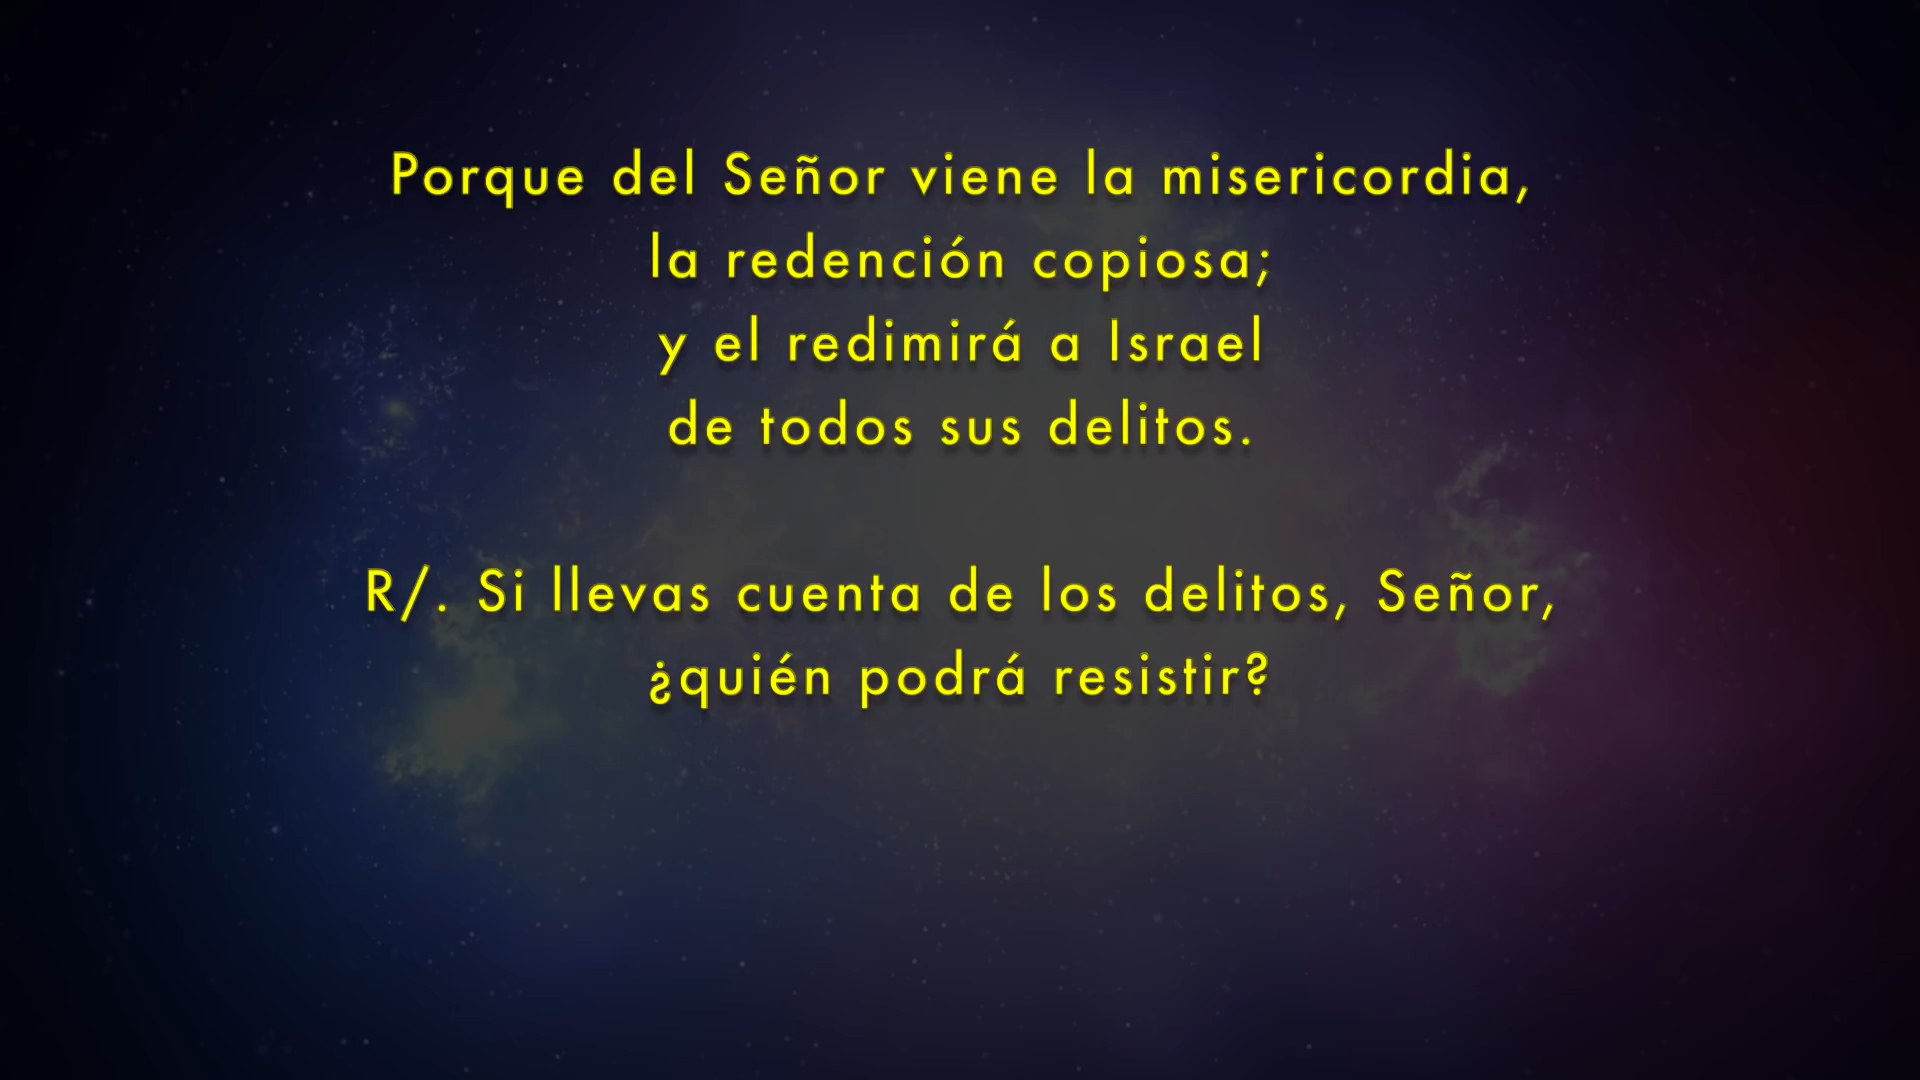 Porque del Señor viene la misericordia,
la redención copiosa;
y el redimirá a Israel
de todos sus delitos.
R/. Si llevas cuenta de los delitos, Señor,
¿quién podrá resistir?